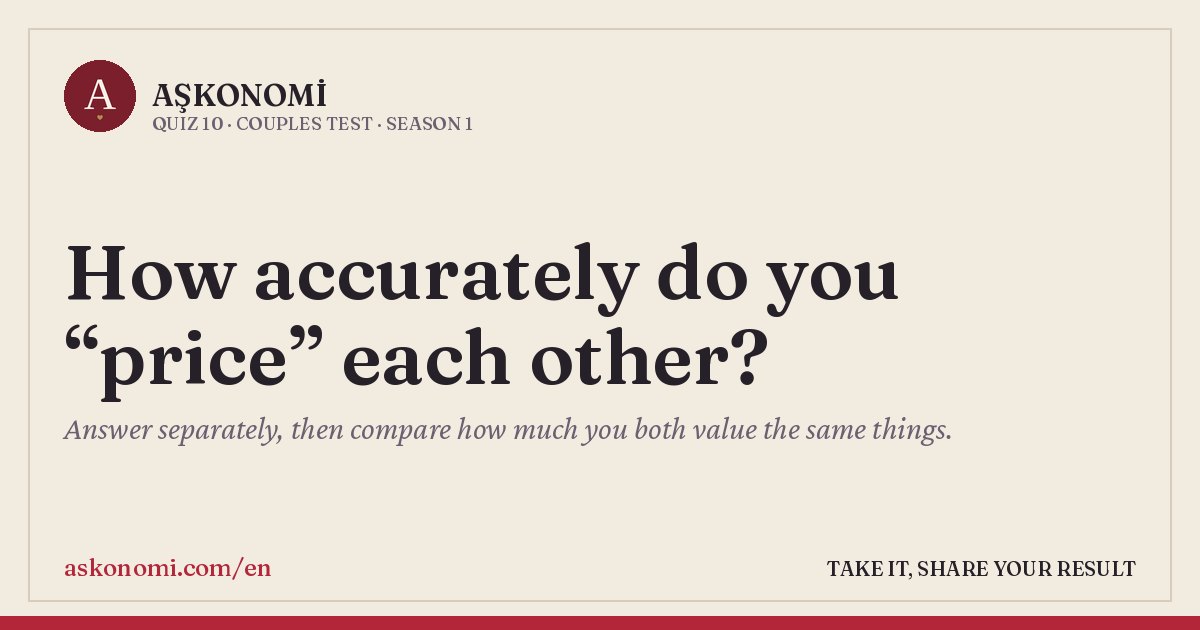 A
AŞKONOMİ
QUIZ 10 · COUPLES TEST · SEASON 1
How accurately do you
“price” each other?
Answer separately, then compare how much you both value the same things.
askonomi.com/en
TAKE IT, SHARE YOUR RESULT